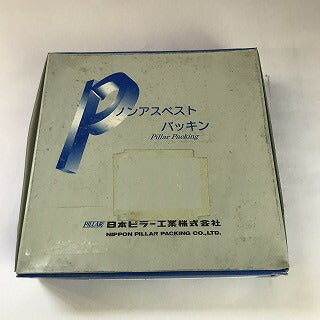 P
ノンアスベスト
パッキン
Pillar Packing
PILLAR 日本ピラー工業株式会社
NIPPON PILLAR PACKING CO., LTD.